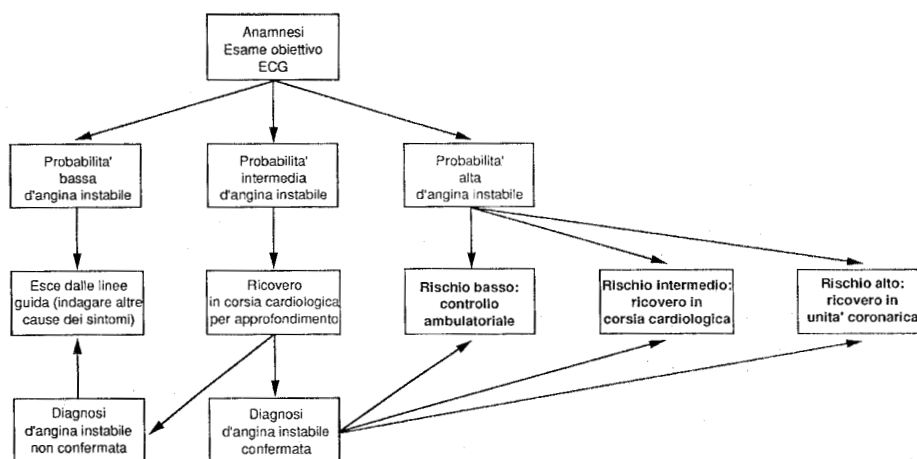 Anamnesi
Esame obiettivo
ECG
Probabilita'
bassa
d'angina instabile
Probabilita'
intermedia
d'angina instabile
Probabilita'
alta
d'angina instabile
Esce dalle linee
guida (indagare altre
cause dei sintomi)
Ricovero
in corsia cardiologica
per approfondimento
Rischio basso:
controllo
ambulatoriale
Rischio intermedio:
ricovero in
corsia cardiologica
Rischio alto:
ricovero in
unita' coronarica
Diagnosi
d'angina instabile
non confermata
Diagnosi
d'angina instabile
confermata